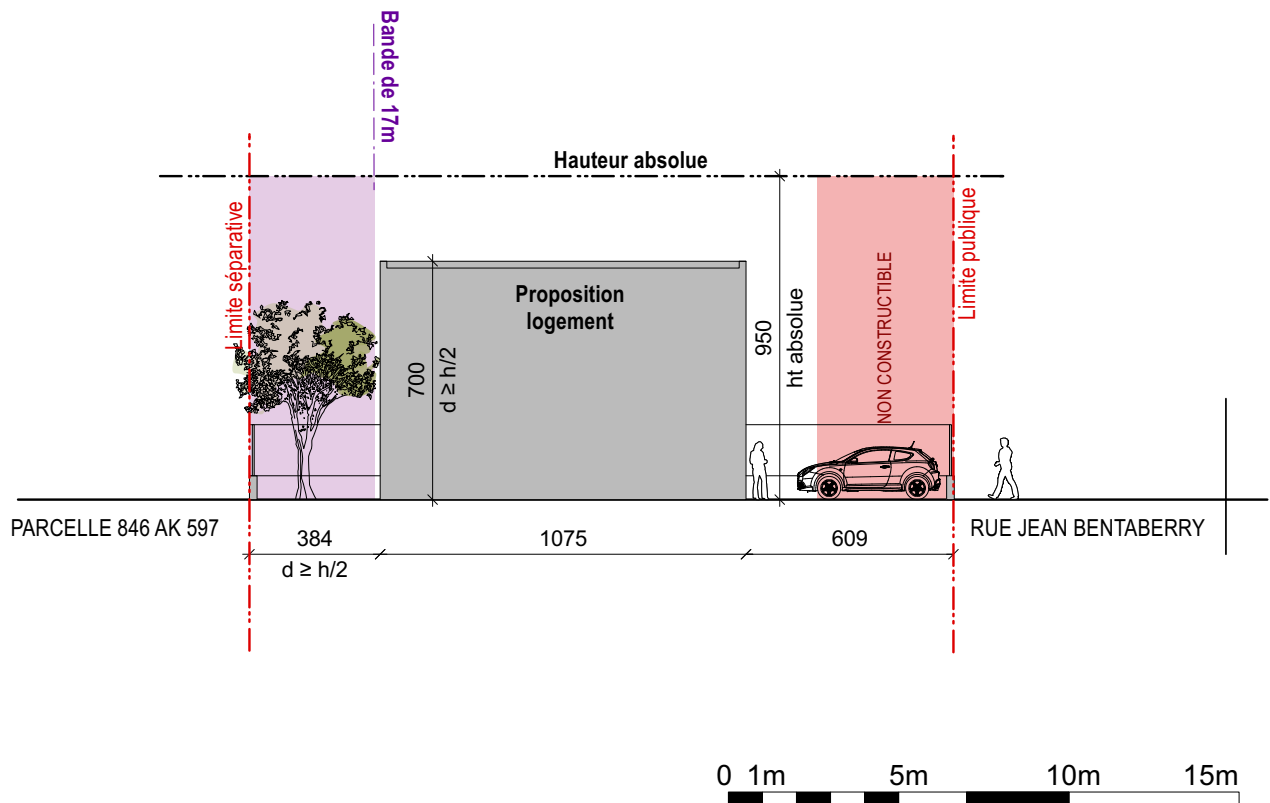 Bande de 17m
Hauteur absolue
Limite séparative
Limite publique
NON CONSTRUCTIBLE
Proposition
logement
700
d ≥ h/2
950
ht absolue
PARCELLE 846 AK 597
384
1075
609
RUE JEAN BENTABERRY
d ≥ h/2
0 1m 5m 10m 15m